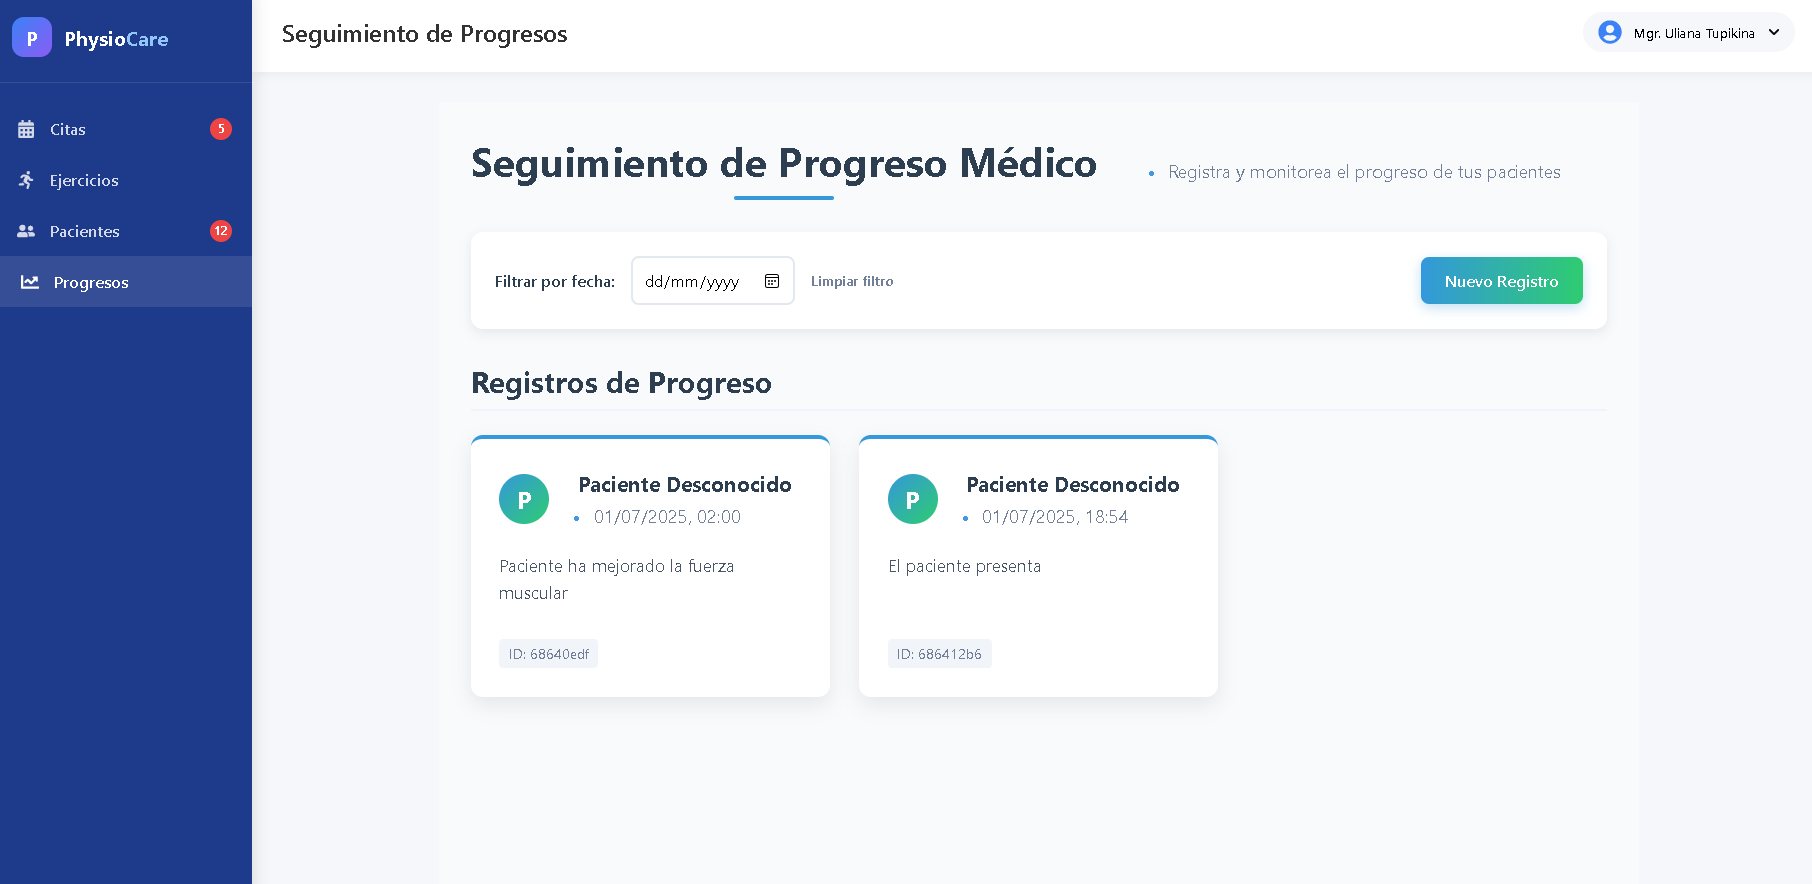 P PhysioCare
Seguimiento de Progresos
Mgr. Uliana Tupikina
Citas 5
Ejercicios
Pacientes 12
Progresos
Seguimiento de Progreso Médico
• Registra y monitorea el progreso de tus pacientes
Filtrar por fecha: dd/mm/yyyy Limpiar filtro
Nuevo Registro
Registros de Progreso
P Paciente Desconocido
• 01/07/2025, 02:00
Paciente ha mejorado la fuerza
muscular
ID: 68640edf
P Paciente Desconocido
• 01/07/2025, 18:54
El paciente presenta
ID: 686412b6